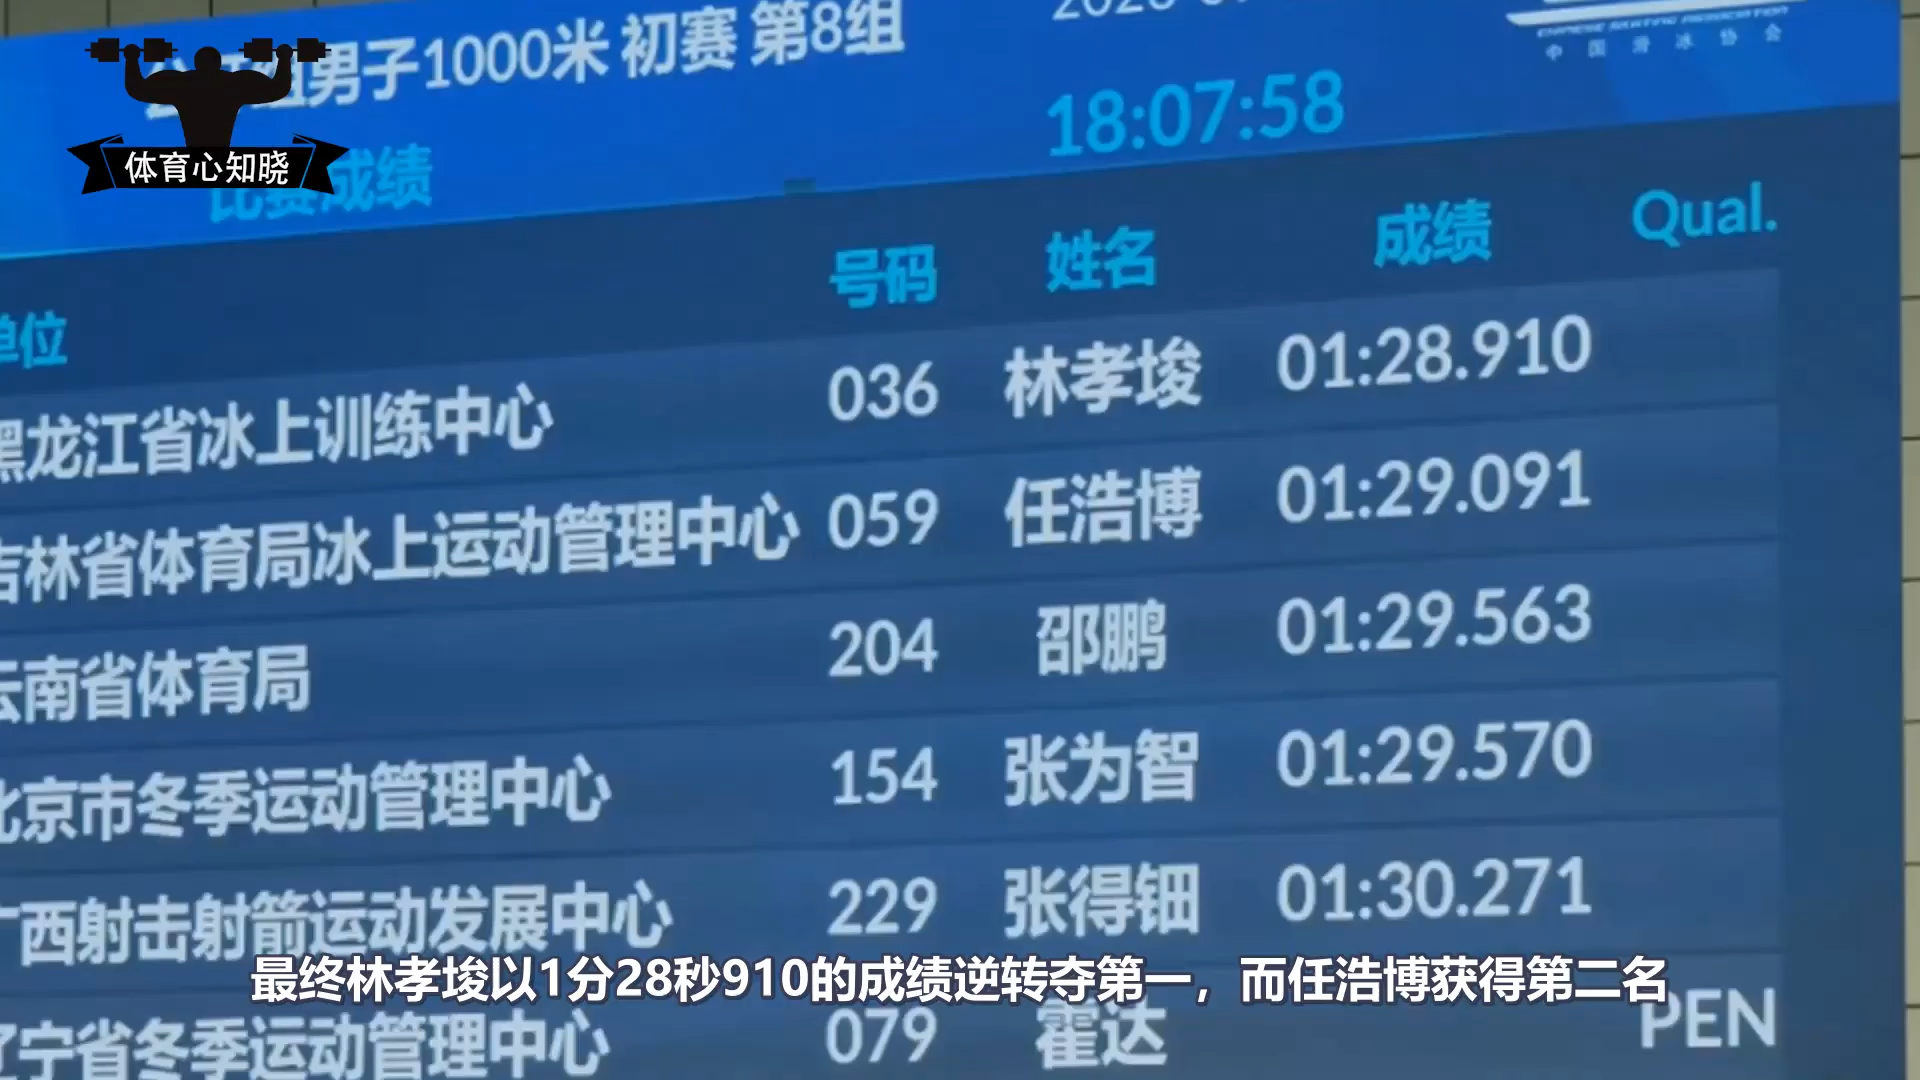 组男子1000米 初赛 第8组
中国滑冰协会
18:07:58
体育心知晓
比赛成绩
单位 号码 姓名 成绩 Qual.
黑龙江省冰上训练中心 036 林孝埈 01:28.910
吉林省体育局冰上运动管理中心 059 任浩博 01:29.091
云南省体育局 204 邵鹏 01:29.563
北京市冬季运动管理中心 154 张为智 01:29.570
广西射击射箭运动发展中心 229 张得钿 01:30.271
最终林孝埈以1分28秒910的成绩逆转夺第一，而任浩博获得第二名
辽宁省冬季运动管理中心 079 霍达 PEN